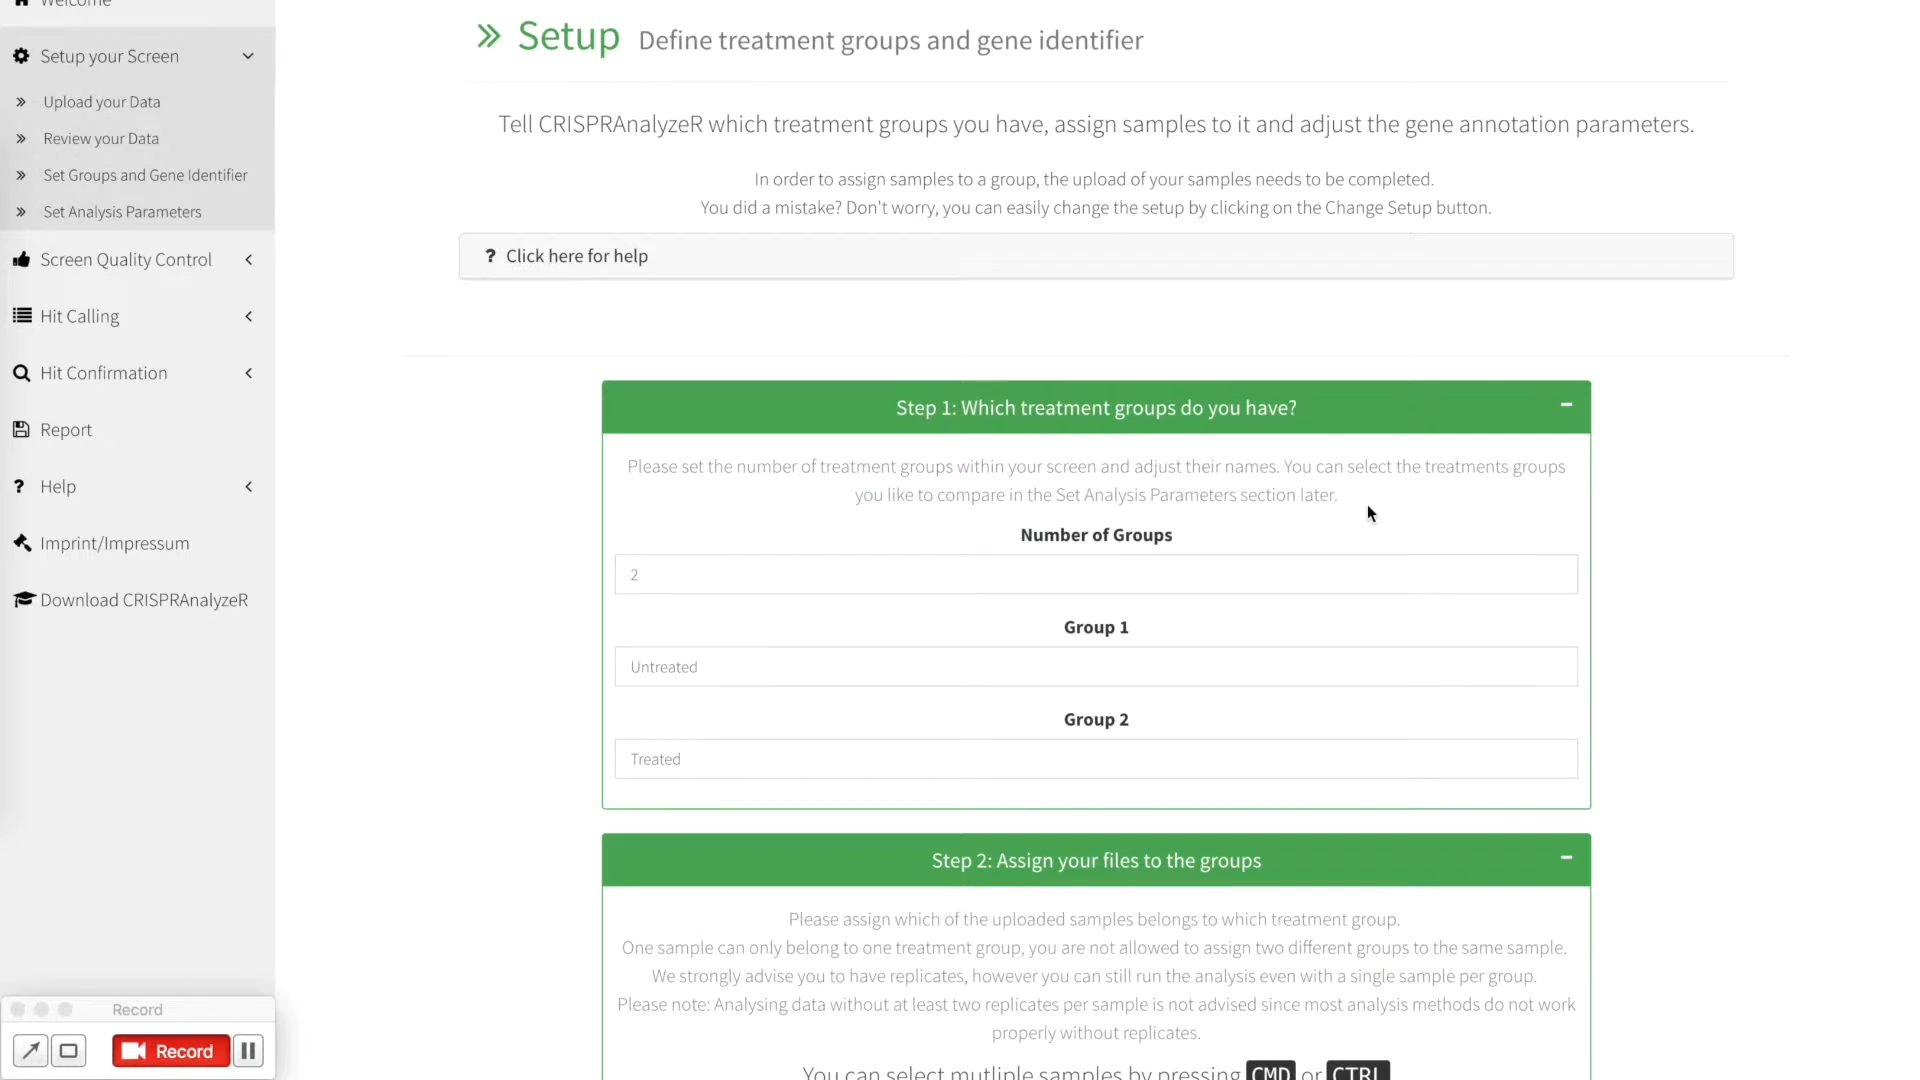 Welcome
Setup your Screen
Upload your Data
Review your Data
Set Groups and Gene Identifier
Set Analysis Parameters
Screen Quality Control
Hit Calling
Hit Confirmation
Report
? Help
Imprint/Impressum
Download CRISPRAnalyzeR
Record
Record
Setup Define treatment groups and gene identifier
Tell CRISPRAnalyzeR which treatment groups you have, assign samples to it and adjust the gene annotation parameters.
In order to assign samples to a group, the upload of your samples needs to be completed.
You did a mistake? Don't worry, you can easily change the setup by clicking on the Change Setup button.
? Click here for help
Step 1: Which treatment groups do you have?
Please set the number of treatment groups within your screen and adjust their names. You can select the treatments groups
you like to compare in the Set Analysis Parameters section later.
Number of Groups
2
Group 1
Untreated
Group 2
Treated
Step 2: Assign your files to the groups
Please assign which of the uploaded samples belongs to which treatment group.
One sample can only belong to one treatment group, you are not allowed to assign two different groups to the same sample.
We strongly advise you to have replicates, however you can still run the analysis even with a single sample per group.
Please note: Analysing data without at least two replicates per sample is not advised since most analysis methods do not work
properly without replicates.
You can select mutliple samples by pressing CMD or CTRL